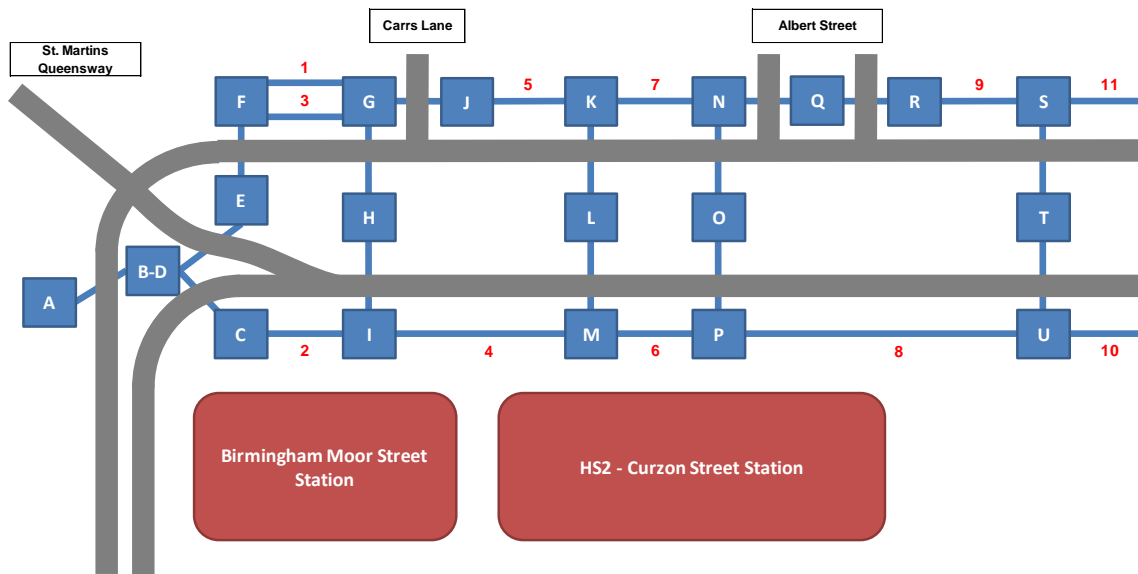 Carrs Lane
Albert Street
St. Martins
Queensway
1
5
7
9
11
F
3
G
J
K
N
Q
R
S
E
H
L
O
T
B-D
A
C
I
M
P
U
2
4
6
8
10
Birmingham Moor Street
Station
HS2 - Curzon Street Station